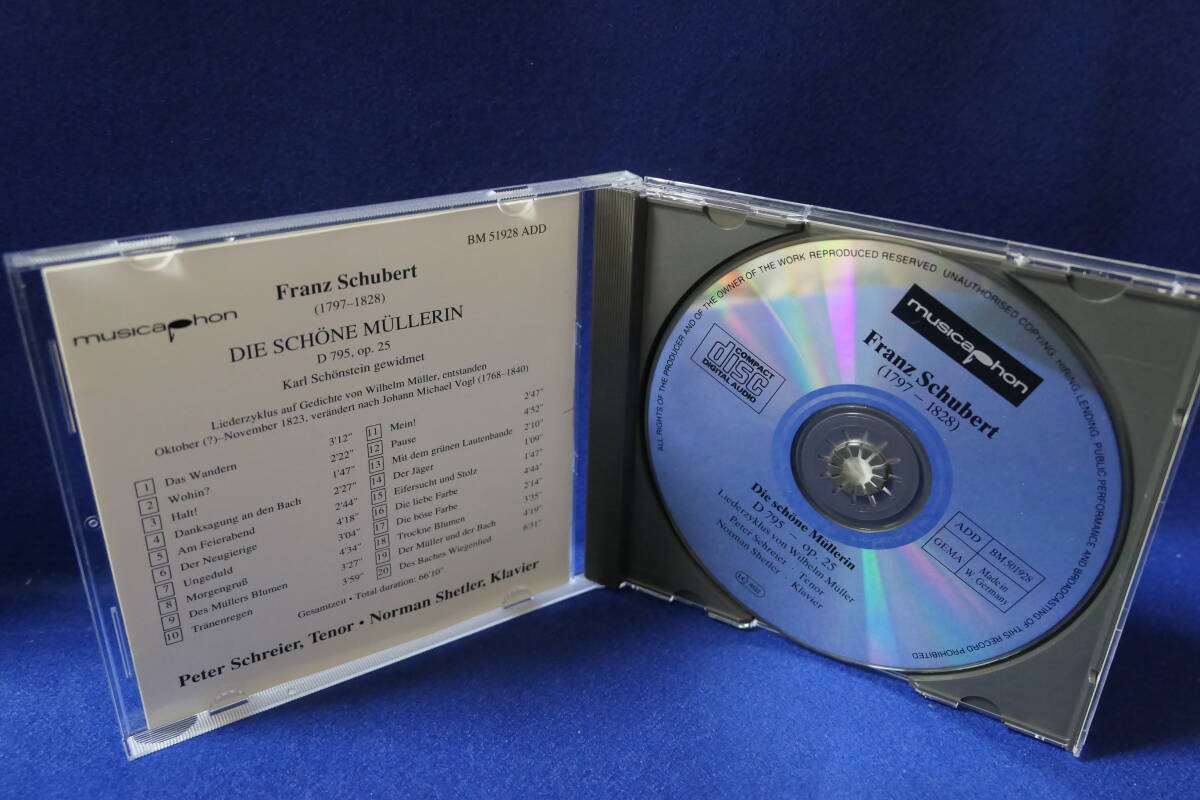 BM 51928 ADD
musicaphon
Franz Schubert
(1797–1828)
DIE SCHÖNE MÜLLERIN
D 795, op. 25
Karl Schönstein gewidmet
Liederzyklus auf Gedichte von Wilhelm Müller, entstanden
Oktober (?)–November 1823, verändert nach Johann Michael Vogl (1768–1840)
1 Das Wandern 3'12"
2 Wohin? 2'22"
3 Halt! 1'47"
4 Danksagung an den Bach 2'27"
5 Am Feierabend 2'44"
6 Der Neugierige 4'18"
7 Ungeduld 3'04"
8 Morgengruß 4'34"
9 Des Müllers Blumen 3'27"
10 Tränenregen 3'59"
11 Mein! 2'47"
12 Pause 4'52"
13 Mit dem grünen Lautenbande 2'10"
14 Der Jäger 1'09"
15 Eifersucht und Stolz 1'47"
16 Die liebe Farbe 4'44"
17 Die böse Farbe 2'14"
18 Trockne Blumen 3'35"
19 Der Müller und der Bach 4'19"
20 Des Baches Wiegenlied 6'31"
Gesamtzeit • Total duration: 66'10"
Peter Schreier, Tenor • Norman Shetler, Klavier
ALL RIGHTS OF THE PRODUCER AND OF THE OWNER OF THE WORK REPRODUCED RESERVED. UNAUTHORISED COPYING, HIRING, LENDING, PUBLIC PERFORMANCE AND BROADCASTING OF THIS RECORD PROHIBITED
musicaphon
COMPACT
disc
DIGITAL AUDIO
Franz Schubert
(1797 – 1828)
Die schöne Müllerin
D 795 – op. 25
Liederzyklus von Wilhelm Müller
Peter Schreier · Tenor
Norman Shetler · Klavier
ADD
BM 501928
GEMA
Made in
W. Germany